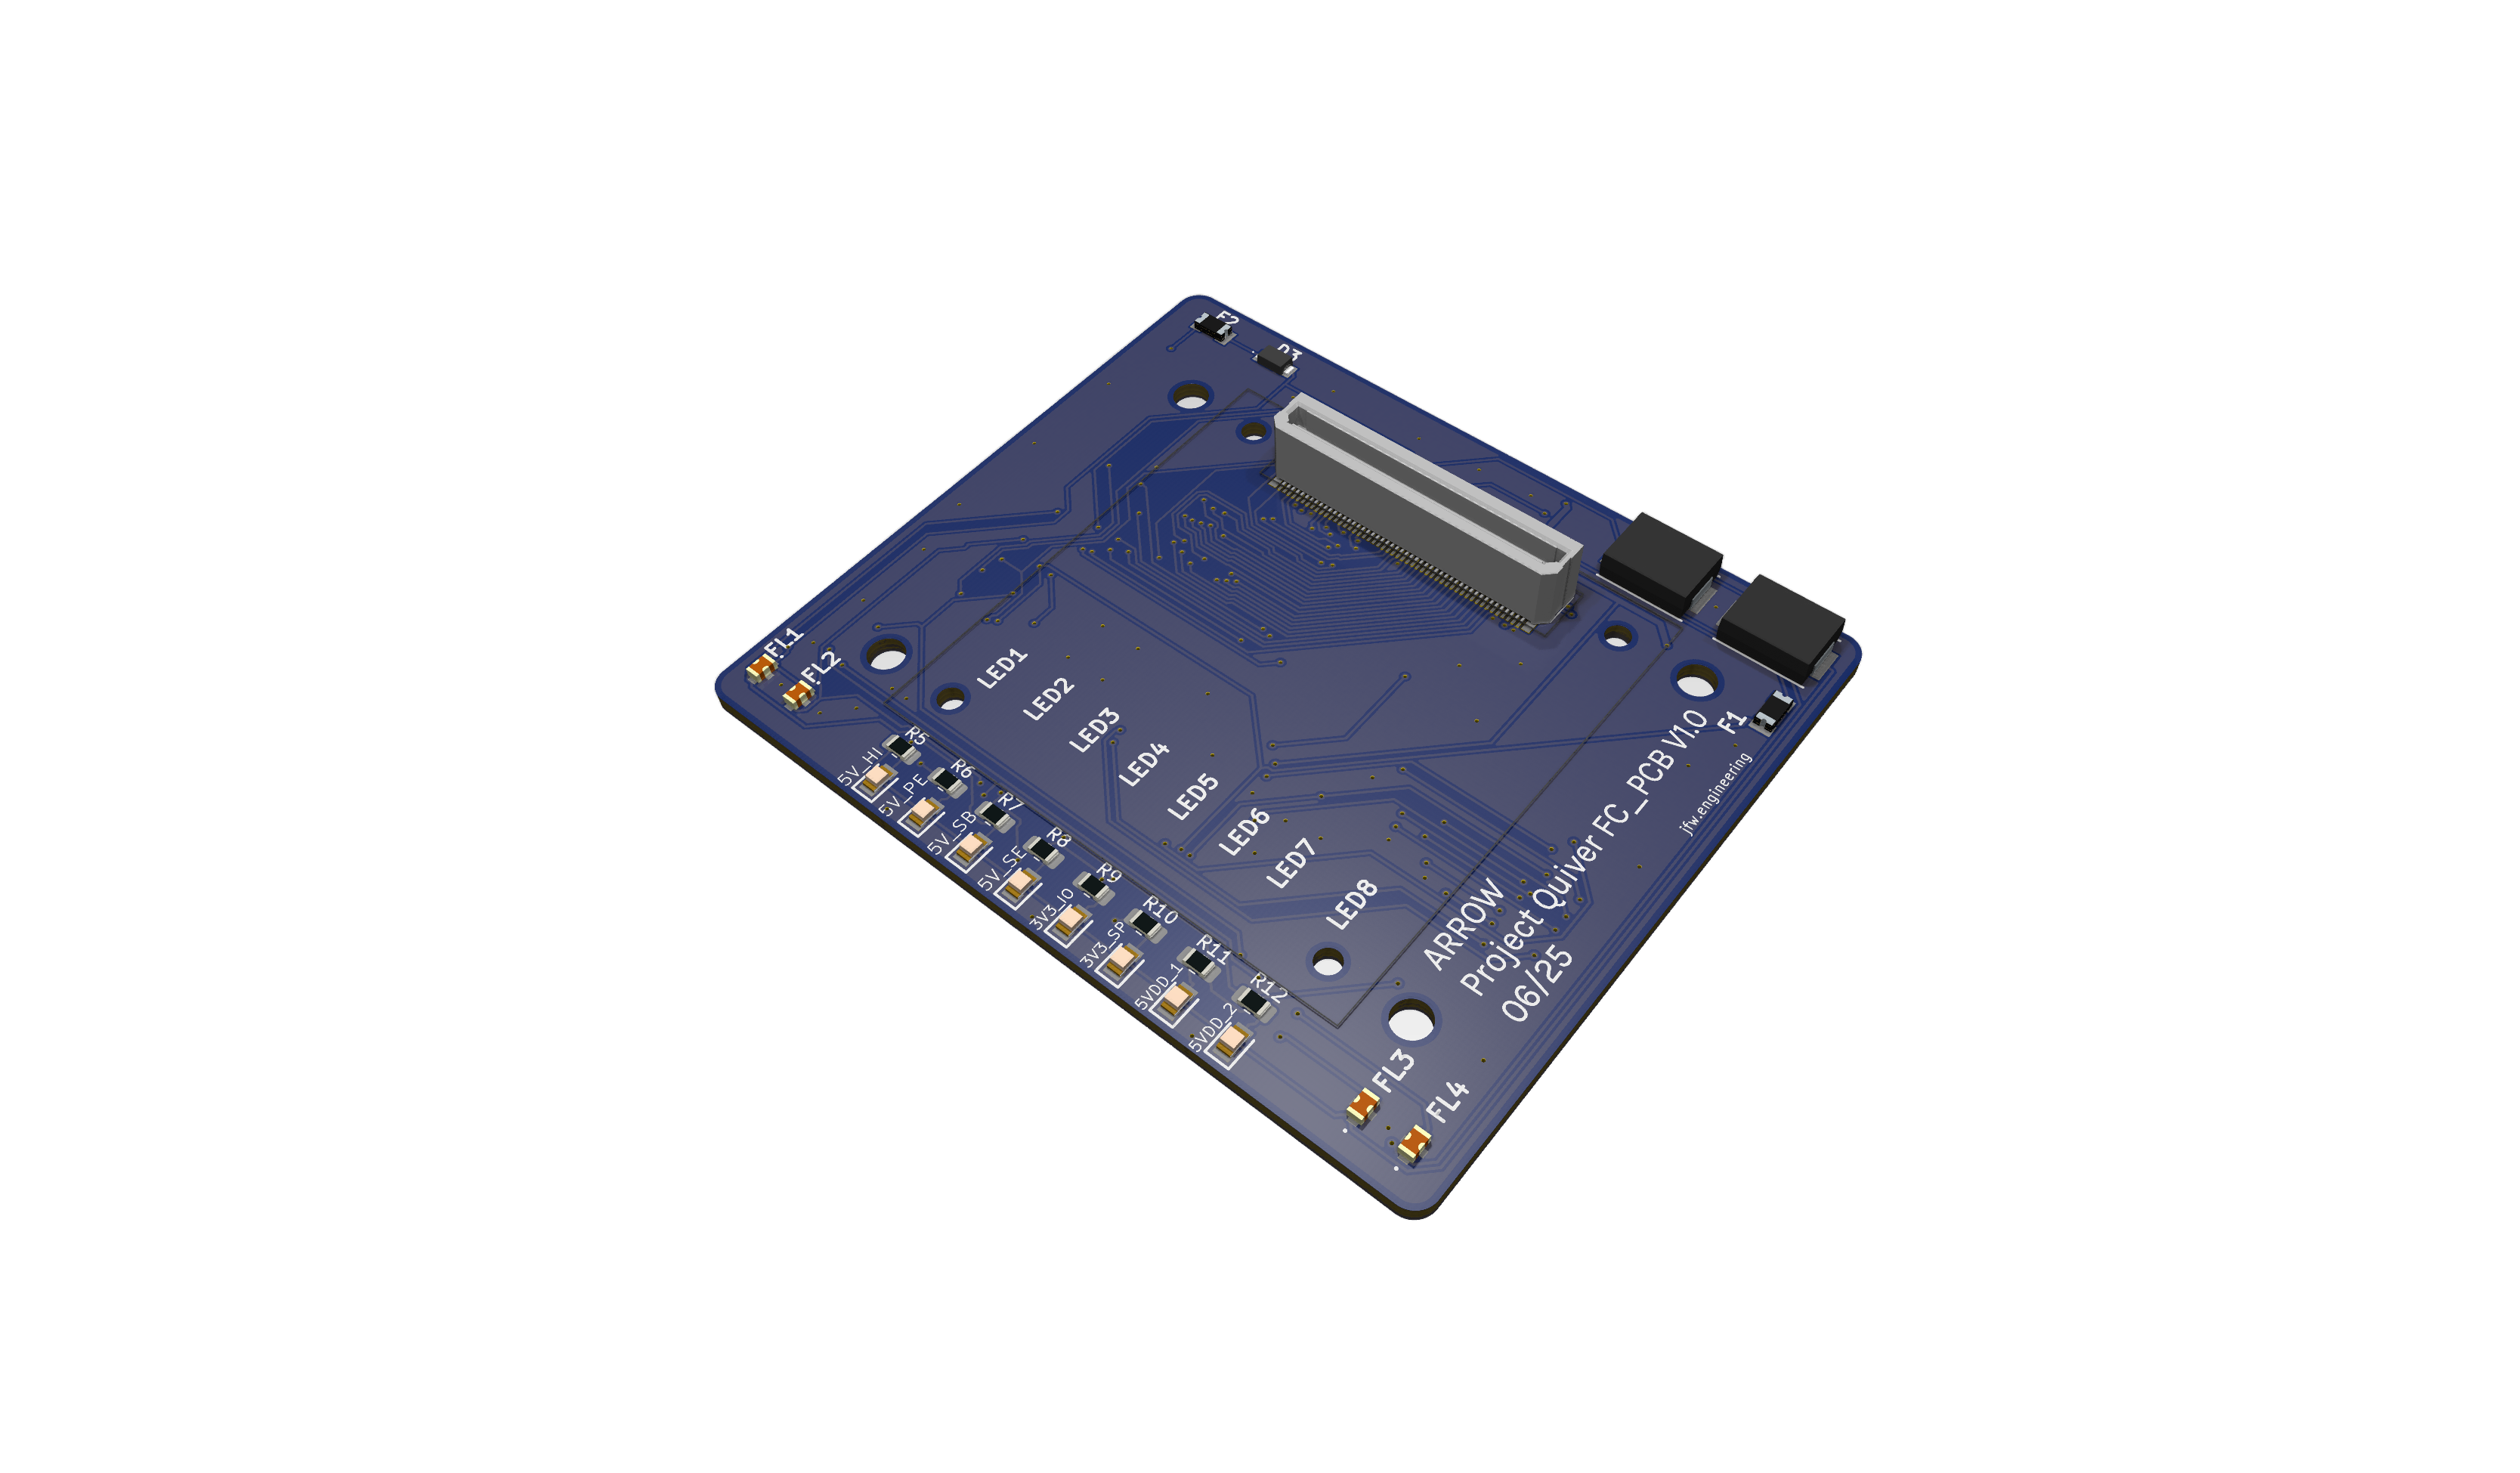 F2
D3
FL1
FL2
LED1
LED2
LED3
LED4
LED5
LED6
LED7
LED8
R5
R6
R7
R8
R9
R10
R11
R12
5V_HI
5V_PE
5V_SB
5V_SE
3V3_IO
3V3_SP
5VDD_1
5VDD_2
F1
jfw.engineering
ARROW
Project Quiver FC_PCB V1.0
06/25
FL3
FL4